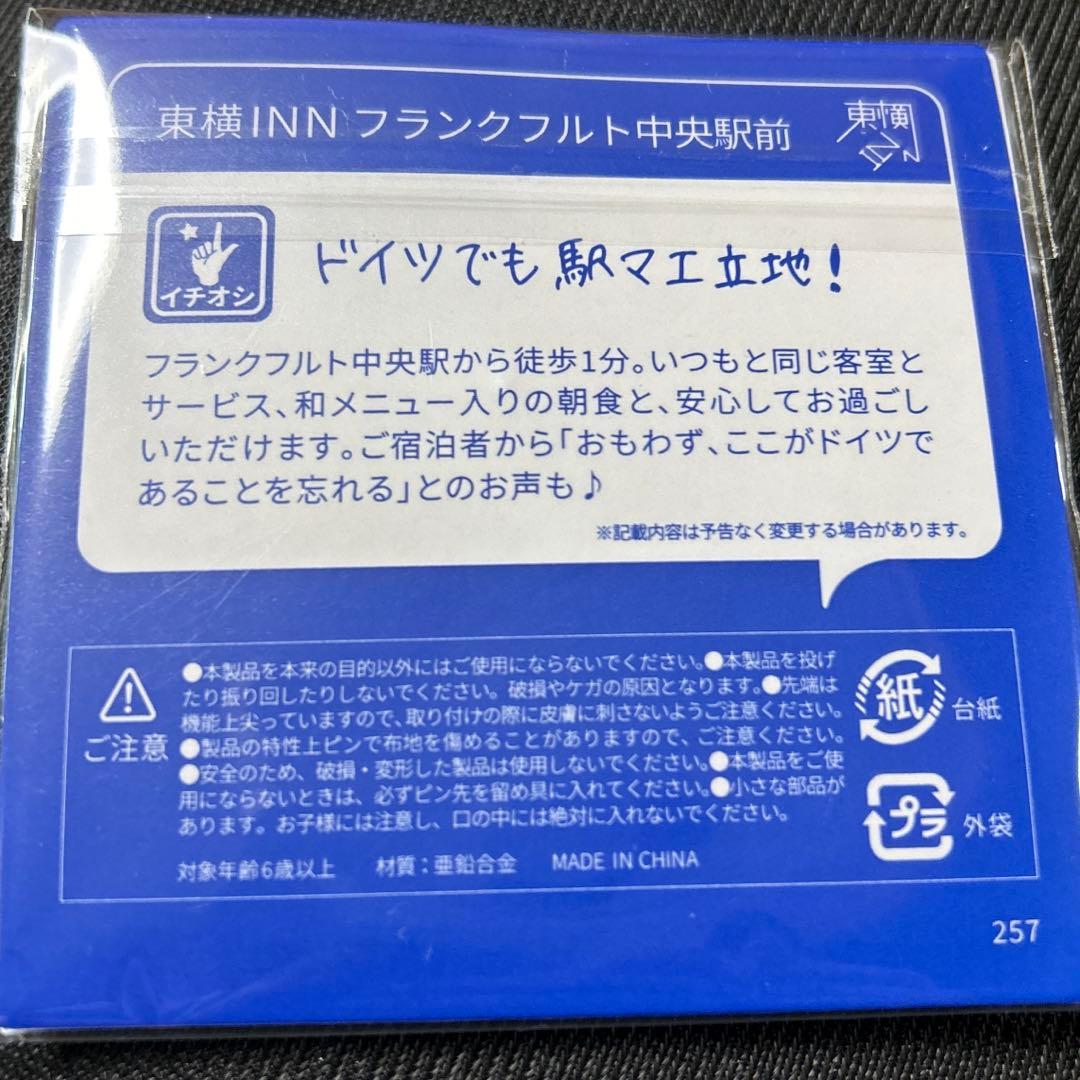 東横INN フランクフルト中央駅前
東横INN
イチオシ
ドイツでも駅マエ立地!
フランクフルト中央駅から徒歩1分。いつもと同じ客室と
サービス、和メニュー入りの朝食と、安心してお過ごし
いただけます。ご宿泊者から「おもわず、ここがドイツで
あることを忘れる」とのお声も♪
※記載内容は予告なく変更する場合があります。
ご注意
●本製品を本来の目的以外にはご使用にならないでください。●本製品を投げ
たり振り回したりしないでください。破損やケガの原因となります。●先端は
機能上尖っていますので、取り付けの際に皮膚に刺さないようご注意ください。
●製品の特性上ピンで布地を傷めることがありますので、ご注意ください。
●安全のため、破損・変形した製品は使用しないでください。●本製品をご使
用にならないときは、必ずピン先を留め具に入れてください。●小さな部品が
あります。お子様には注意し、口の中には絶対に入れないでください。
対象年齢6歳以上 材質:亜鉛合金 MADE IN CHINA
紙 台紙
プラ 外袋
257